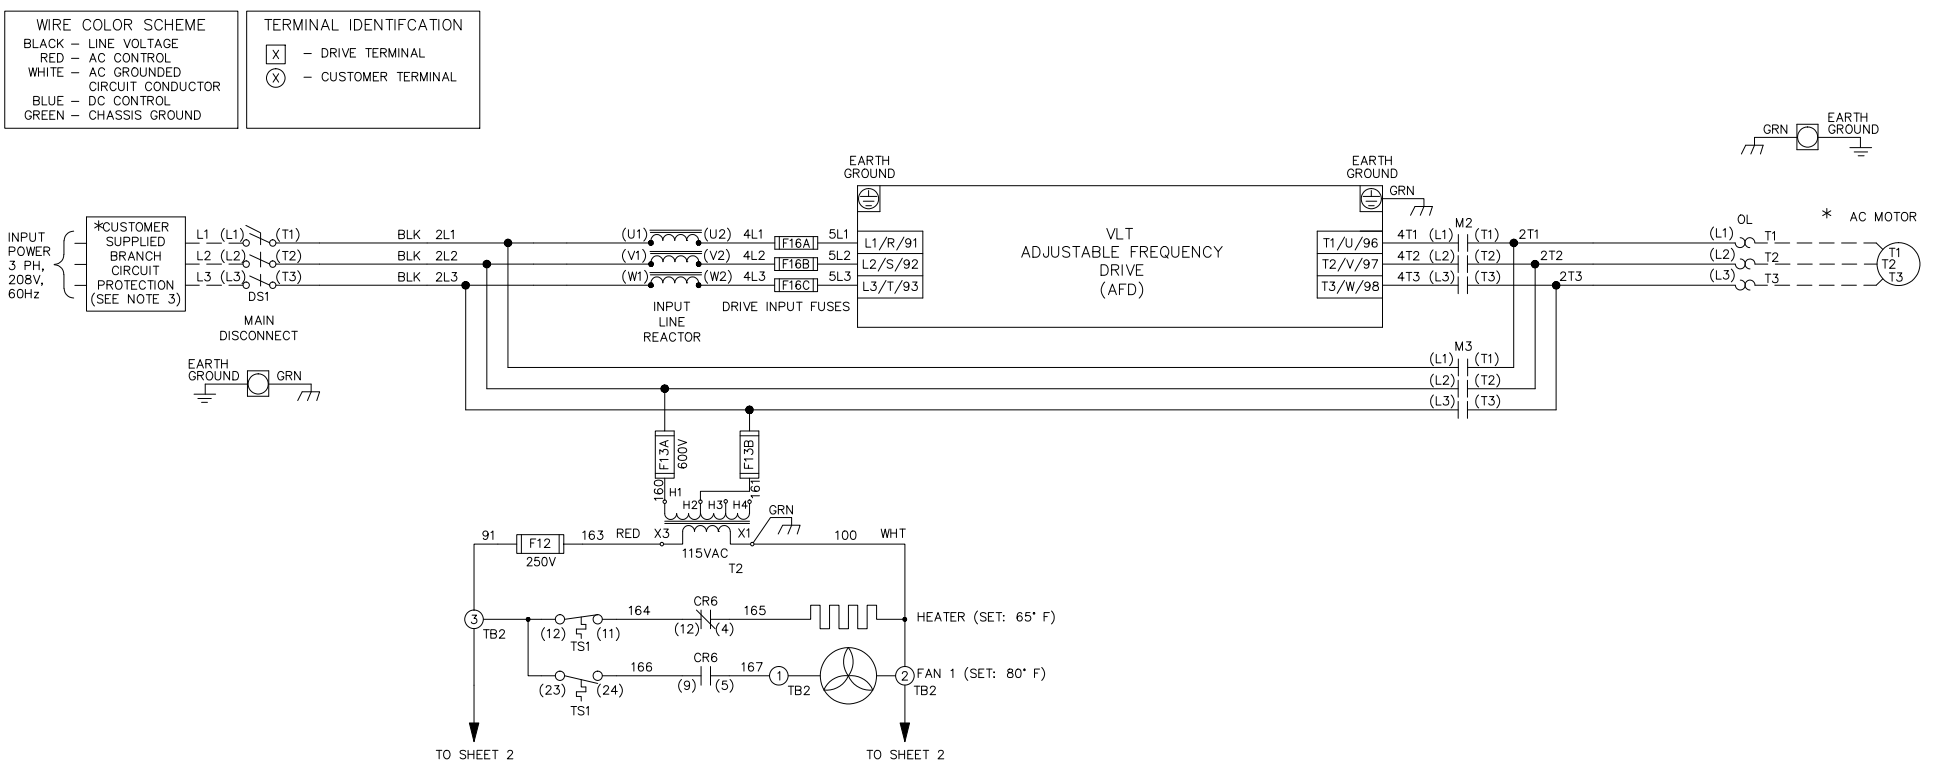 WIRE COLOR SCHEME
BLACK – LINE VOLTAGE
RED – AC CONTROL
WHITE – AC GROUNDED
CIRCUIT CONDUCTOR
BLUE – DC CONTROL
GREEN – CHASSIS GROUND
TERMINAL IDENTIFCATION
X – DRIVE TERMINAL
X – CUSTOMER TERMINAL
GRN
EARTH
GROUND
EARTH
GROUND
EARTH
GROUND
GRN
INPUT
POWER
3 PH,
208V,
60Hz
*CUSTOMER
SUPPLIED
BRANCH
CIRCUIT
PROTECTION
(SEE NOTE 3)
L1 (L1) (T1) BLK 2L1 (U1) (U2) 4L1 F16A 5L1 L1/R/91
L2 (L2) (T2) BLK 2L2 (V1) (V2) 4L2 F16B 5L2 L2/S/92
L3 (L3) (T3) BLK 2L3 (W1) (W2) 4L3 F16C 5L3 L3/T/93
DS1
MAIN
DISCONNECT
INPUT
LINE
REACTOR
DRIVE INPUT FUSES
VLT
ADJUSTABLE FREQUENCY
DRIVE
(AFD)
M2
T1/U/96 4T1 (L1) (T1) 2T1
T2/V/97 4T2 (L2) (T2) 2T2
T3/W/98 4T3 (L3) (T3) 2T3
OL
* AC MOTOR
(L1) T1 T1
(L2) T2 T2
(L3) T3 T3
EARTH
GROUND
GRN
M3
(L1) (T1)
(L2) (T2)
(L3) (T3)
F13A
600V
F13B
160
H1
H2 H3 H4
161
GRN
91 F12 163 RED X3 X1 100 WHT
250V
115VAC
T2
3
TB2
(12) (11)
TS1
164
CR6
(12) (4)
165
HEATER (SET: 65° F)
(23) (24)
TS1
166
CR6
(9) (5)
167
1
TB2
2
TB2
FAN 1 (SET: 80° F)
TO SHEET 2
TO SHEET 2